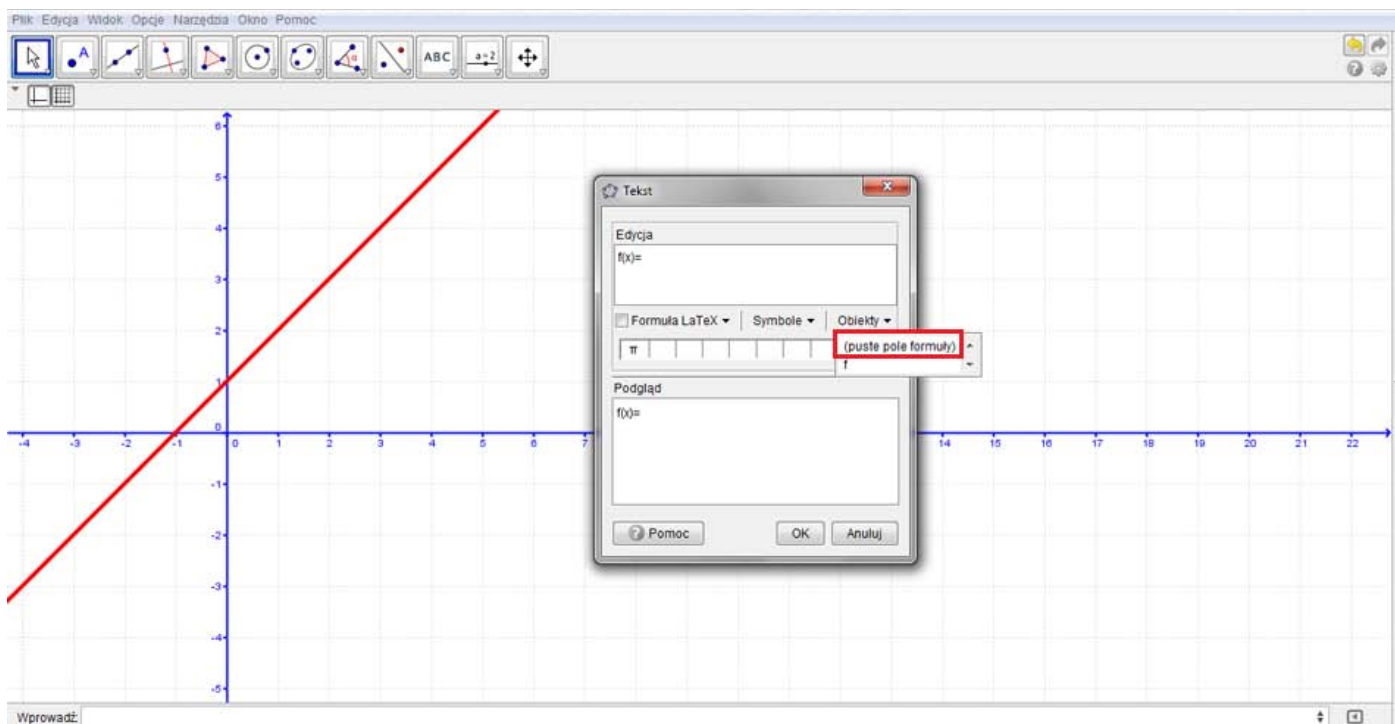 Plik Edycja Widok Opcje Narzędzia Okno Pomoc
A
α
ABC
a=2
6
5
4
3
2
1
0
-1
-2
-3
-4
-5
-4 -3 -2 -1 0 1 2 3 4 5 6 7 14 15 16 17 18 19 20 21 22
Tekst
Edycja
f(x)=
Formuła LaTeX Symbole Obiekty
π
(puste pole formuły)
f
Podgląd
f(x)=
Pomoc OK Anuluj
Wprowadź: